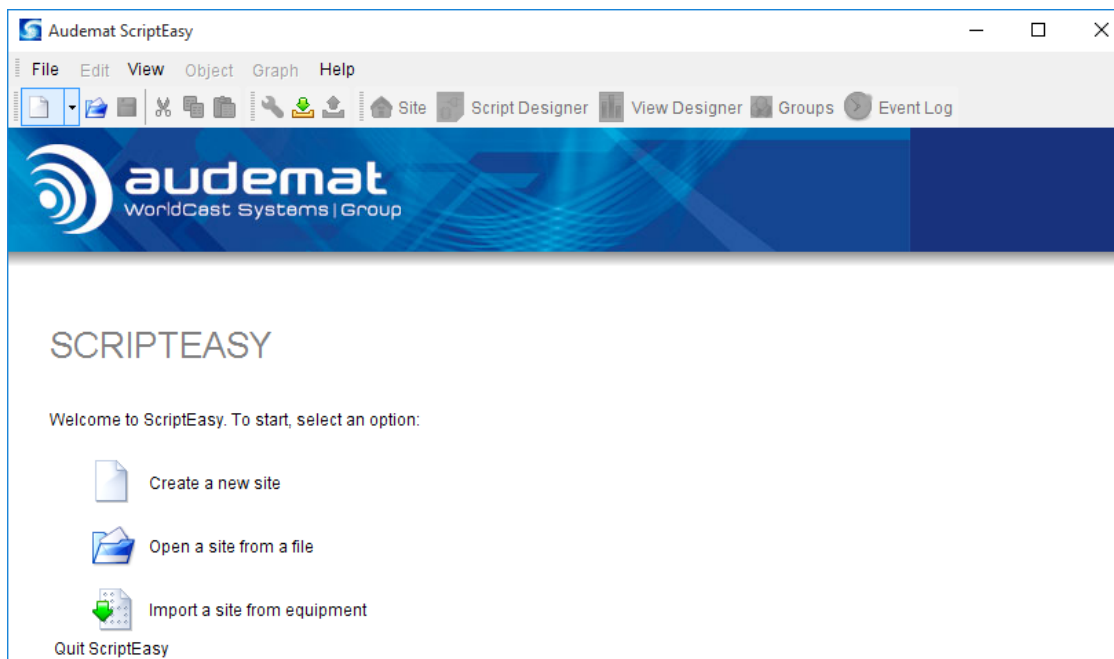 Audemat ScriptEasy
File Edit View Object Graph Help
Site Script Designer View Designer Groups Event Log
audemat
WorldCast Systems|Group
SCRIPTEASY
Welcome to ScriptEasy. To start, select an option:
Create a new site
Open a site from a file
Import a site from equipment
Quit ScriptEasy